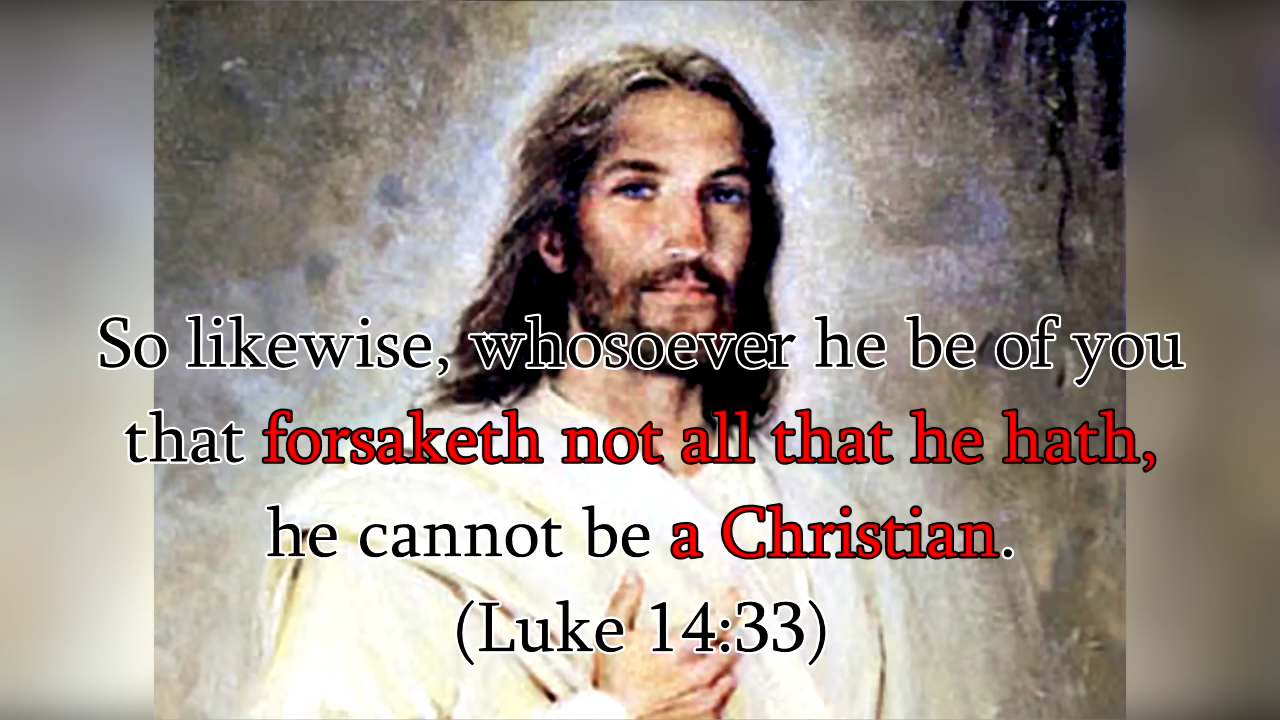 So likewise, whosoever he be of you
that forsaketh not all that he hath,
he cannot be a Christian.
(Luke 14:33)